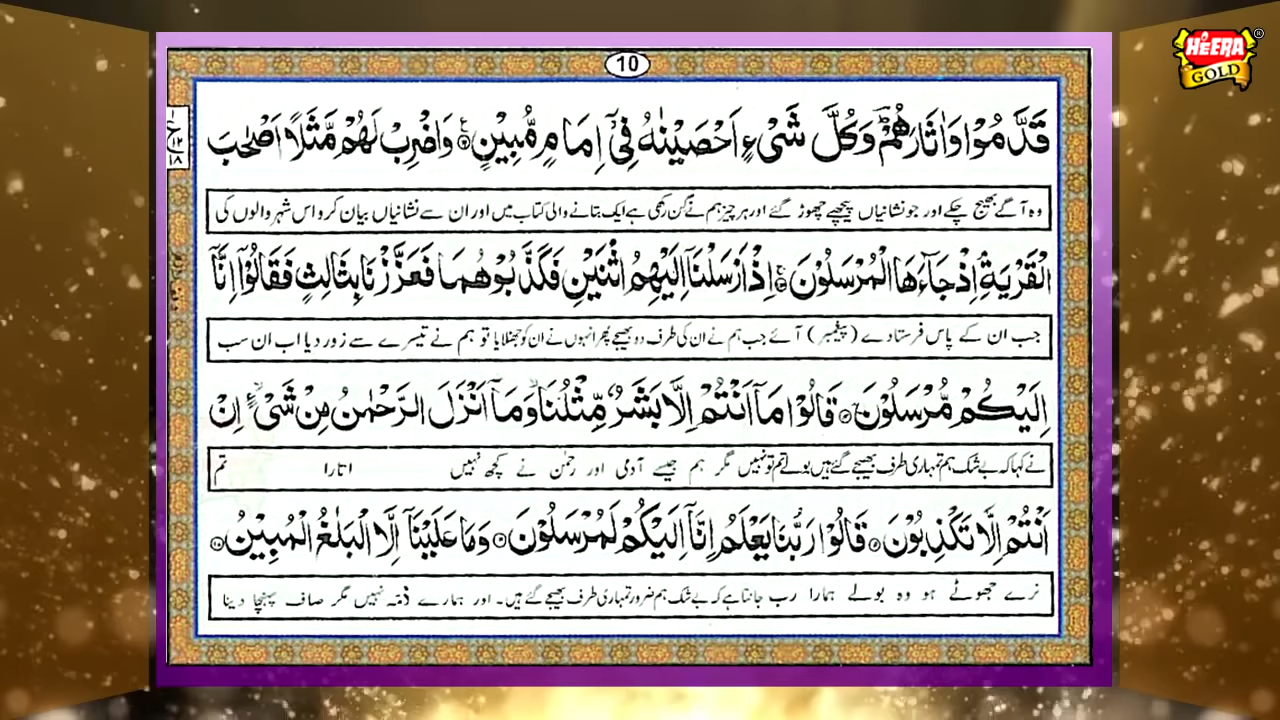 10
HEERA
GOLD
ع
١٢
١٨
قَدَّمُوْا وَاٰثَارَهُمْ ؕ وَكُلَّ شَیْءٍ اَحْصَیْنٰهُ فِیْۤ اِمَامٍ مُّبِیْنٍ وَاضْرِبْ لَهُمْ مَّثَلًا اَصْحٰبَ
وہ آگے بھیج چکے اور جو نشانیاں پیچھے چھوڑ گئے اور ہر چیز ہم نے گن رکھی ہے ایک بتانے والی کتاب میں اور ان سے نشانیاں بیان کرو اس شہر والوں کی
الْقَرْیَةِ ۘ اِذْ جَآءَهَا الْمُرْسَلُوْنَ اِذْ اَرْسَلْنَاۤ اِلَیْهِمُ اثْنَیْنِ فَكَذَّبُوْهُمَا فَعَزَّزْنَا بِثَالِثٍ فَقَالُوْۤا اِنَّاۤ
جب ان کے پاس فرستادے (پیغمبر) آئے جب ہم نے ان کی طرف دو بھیجے پھر انہوں نے ان کو جھٹلایا تو ہم نے تیسرے سے زور دیا اب ان سب
اِلَیْكُمْ مُّرْسَلُوْنَ قَالُوْا مَاۤ اَنْتُمْ اِلَّا بَشَرٌ مِّثْلُنَا ۙ وَمَاۤ اَنْزَلَ الرَّحْمٰنُ مِنْ شَیْءٍ ۙ اِنْ
نے کہا کہ بے شک ہم تمہاری طرف بھیجے گئے ہیں بولے تم تو نہیں مگر ہم جیسے آدمی اور رحمٰن نے کچھ نہیں اتارا تم
اَنْتُمْ اِلَّا تَكْذِبُوْنَ قَالُوْا رَبُّنَا یَعْلَمُ اِنَّاۤ اِلَیْكُمْ لَمُرْسَلُوْنَ وَمَا عَلَیْنَاۤ اِلَّا الْبَلٰغُ الْمُبِیْنُ
نرے جھوٹے ہو وہ بولے ہمارا رب جانتا ہے کہ بے شک ہم ضرور تمہاری طرف بھیجے گئے ہیں۔ اور ہمارے ذمہ نہیں مگر صاف پہنچا دینا